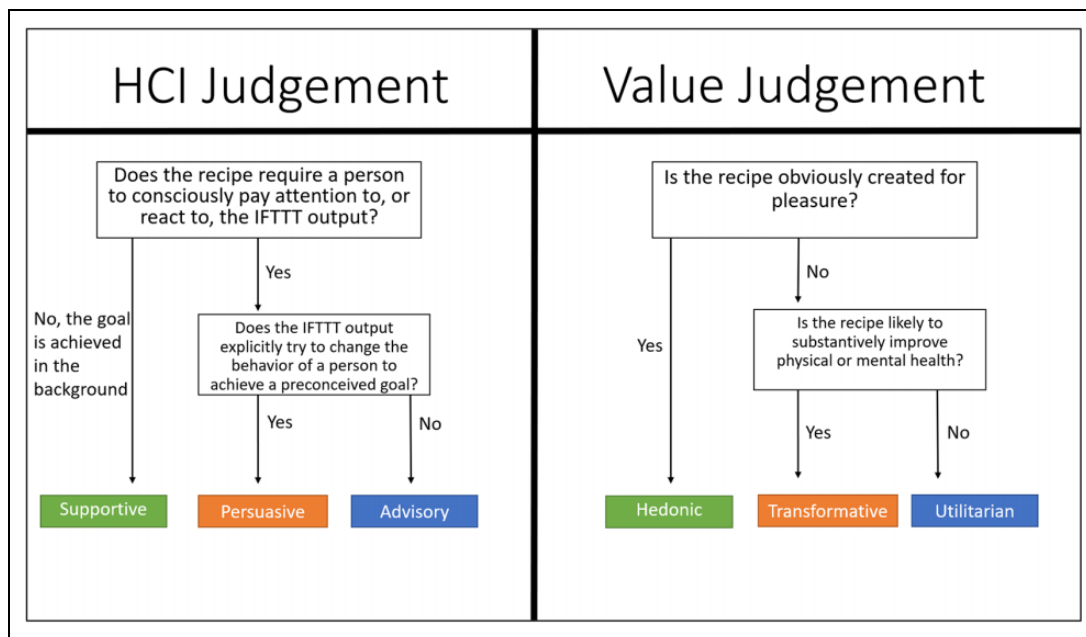 HCI Judgement
Does the recipe require a person
to consciously pay attention to, or
react to, the IFTTT output?
Yes
No, the goal
is achieved
in the
background
Does the IFTTT output
explicitly try to change the
behavior of a person to
achieve a preconceived goal?
Yes
No
Supportive
Persuasive
Advisory
Value Judgement
Is the recipe obviously created for
pleasure?
No
Yes
Is the recipe likely to
substantively improve
physical or mental health?
Yes
No
Hedonic
Transformative
Utilitarian